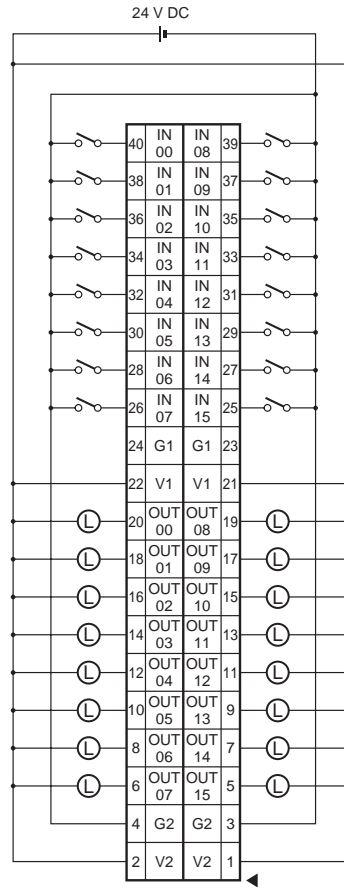 24 V DC
40 IN 00 IN 08 39
38 IN 01 IN 09 37
36 IN 02 IN 10 35
34 IN 03 IN 11 33
32 IN 04 IN 12 31
30 IN 05 IN 13 29
28 IN 06 IN 14 27
26 IN 07 IN 15 25
24 G1 G1 23
22 V1 V1 21
L 20 OUT 00 OUT 08 19 L
L 18 OUT 01 OUT 09 17 L
L 16 OUT 02 OUT 10 15 L
L 14 OUT 03 OUT 11 13 L
L 12 OUT 04 OUT 12 11 L
L 10 OUT 05 OUT 13 9 L
L 8 OUT 06 OUT 14 7 L
L 6 OUT 07 OUT 15 5 L
4 G2 G2 3
2 V2 V2 1